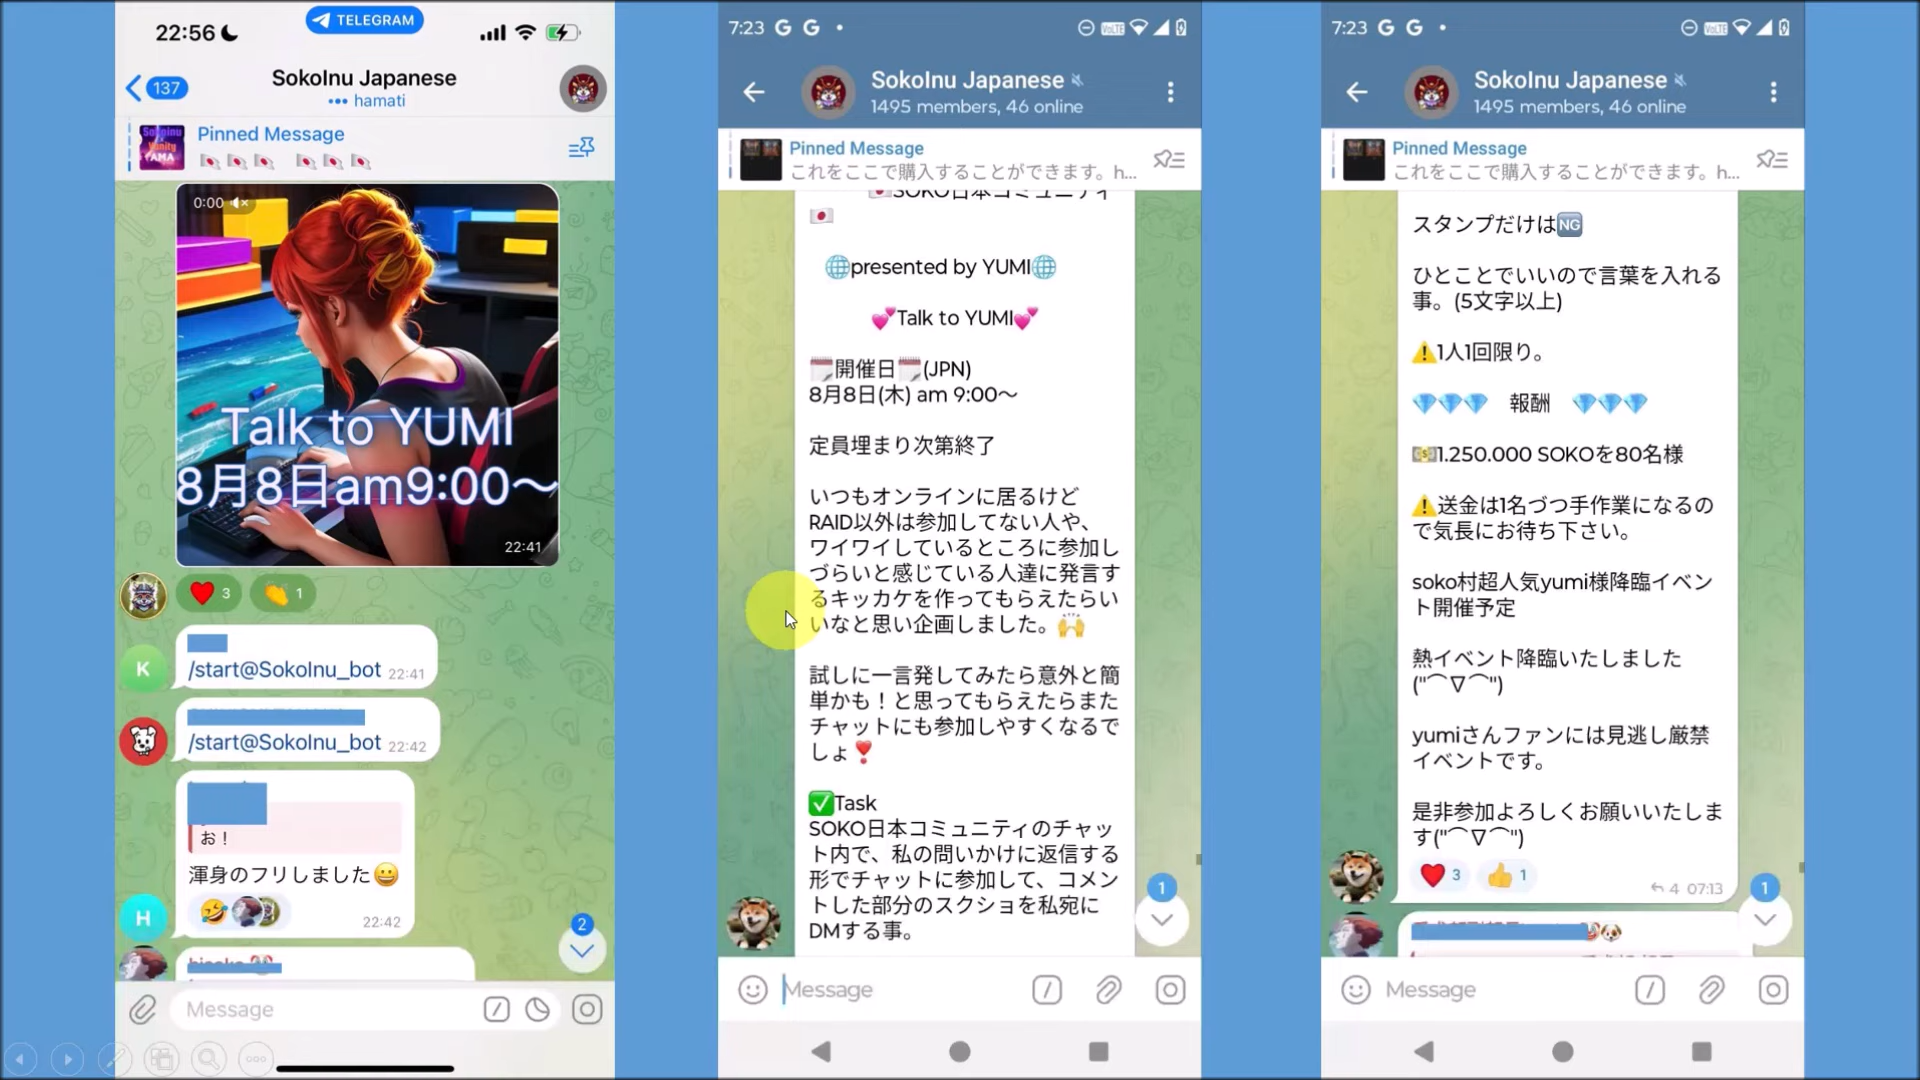 22:56
TELEGRAM
137
SokoInu Japanese
hamati
Pinned Message
SokoInu
Vanity
AMA
0:00
Talk to YUMI
8月8日am9:00〜
22:41
3
1
K
/start@SokoInu_bot 22:41
/start@SokoInu_bot 22:42
お！
渾身のフリしました😀
H
22:42
2
Message
7:23 G G
VoLTE
SokoInu Japanese
1495 members, 46 online
Pinned Message
これをここで購入することができます。h...
🇯🇵SOKO日本コミュニティ
🇯🇵
🌐presented by YUMI🌐
💕Talk to YUMI💕
🗓️開催日🗓️(JPN)
8月8日(木) am 9:00〜
定員埋まり次第終了
いつもオンラインに居るけど
RAID以外は参加してない人や、
ワイワイしているところに参加し
づらいと感じている人達に発言す
るキッカケを作ってもらえたらい
いなと思い企画しました。🙌
試しに一言発してみたら意外と簡
単かも！と思ってもらえたらまた
チャットにも参加しやすくなるで
しょ❣️
✅Task
SOKO日本コミュニティのチャッ
ト内で、私の問いかけに返信する
形でチャットに参加して、コメン
トした部分のスクショを私宛に
DMする事。
1
Message
7:23 G G
VoLTE
SokoInu Japanese
1495 members, 46 online
Pinned Message
これをここで購入することができます。h...
スタンプだけは🆖
ひとことでいいので言葉を入れる
事。(5文字以上)
⚠️1人1回限り。
💎💎💎 報酬 💎💎💎
💵1.250.000 SOKOを80名様
⚠️送金は1名づつ手作業になるの
で気長にお待ち下さい。
soko村超人気yumi様降臨イベン
ト開催予定
熱イベント降臨いたしました
("⌒∇⌒")
yumiさんファンには見逃し厳禁
イベントです。
是非参加よろしくお願いいたしま
す("⌒∇⌒")
3
1
4 07:13
1
Message